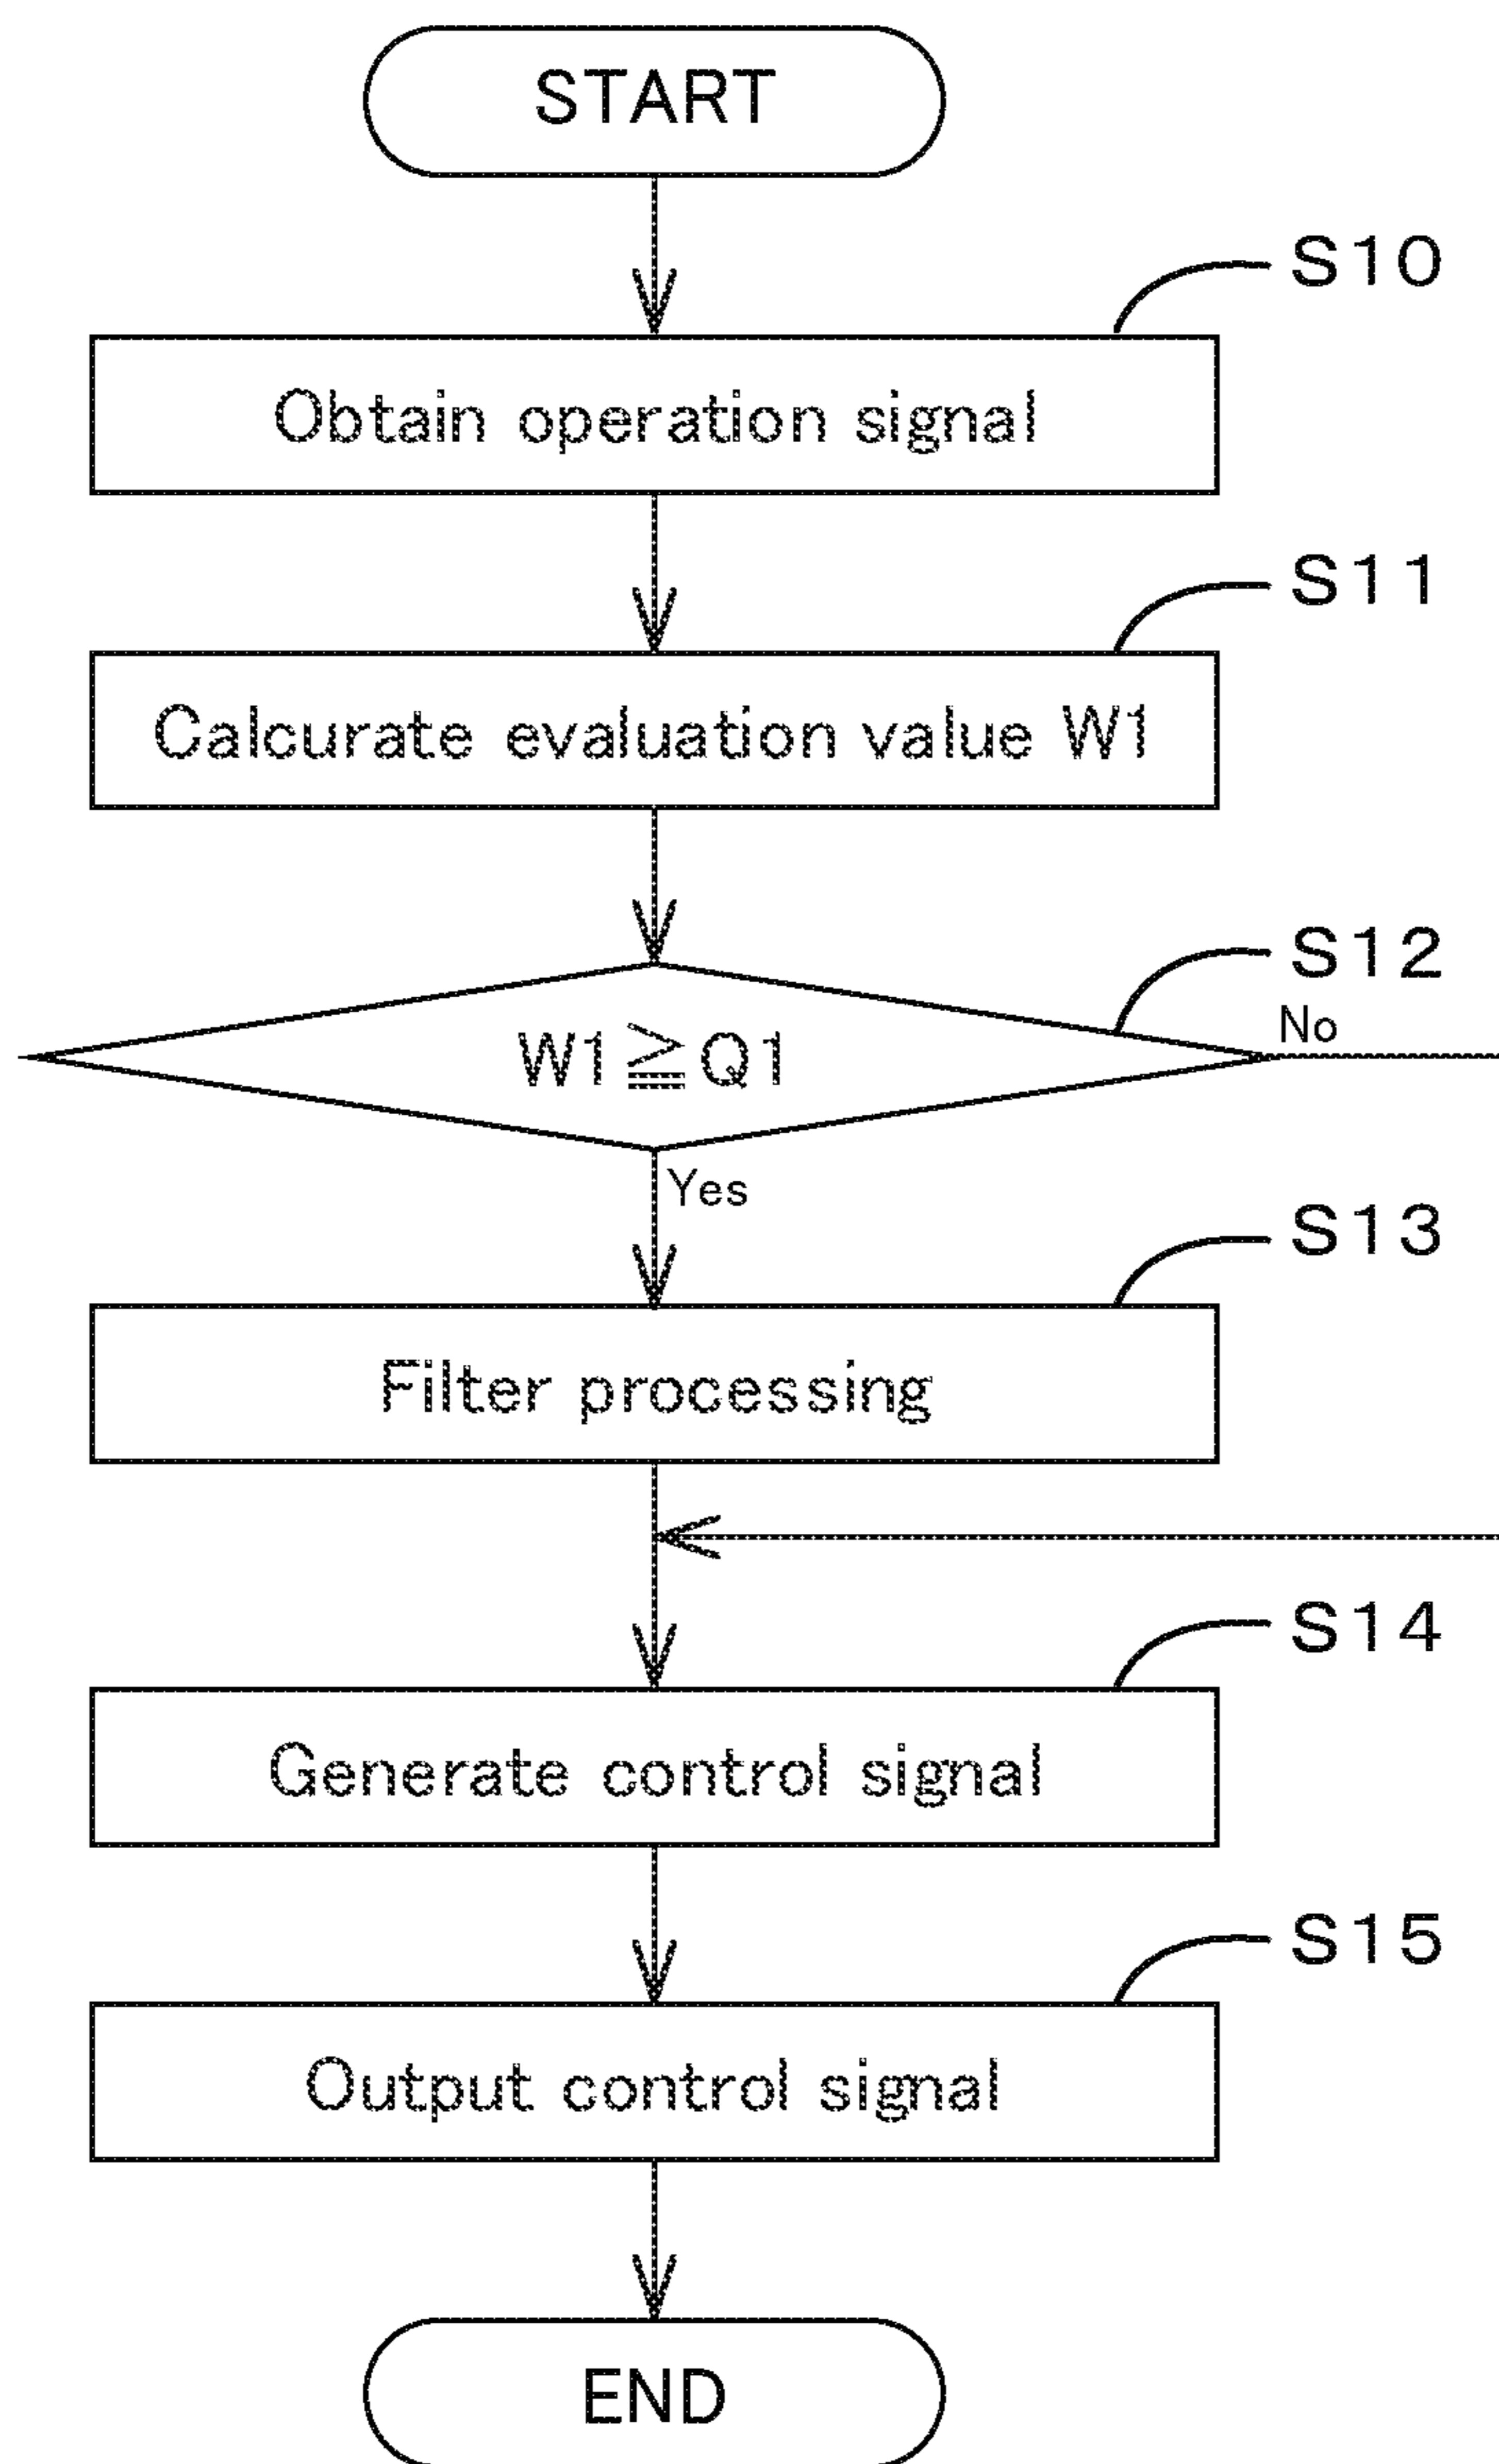 START
S10
Obtain operation signal
S11
Calcurate evaluation value W1
S12
W1≧Q1
No
Yes
S13
Filter processing
S14
Generate control signal
S15
Output control signal
END